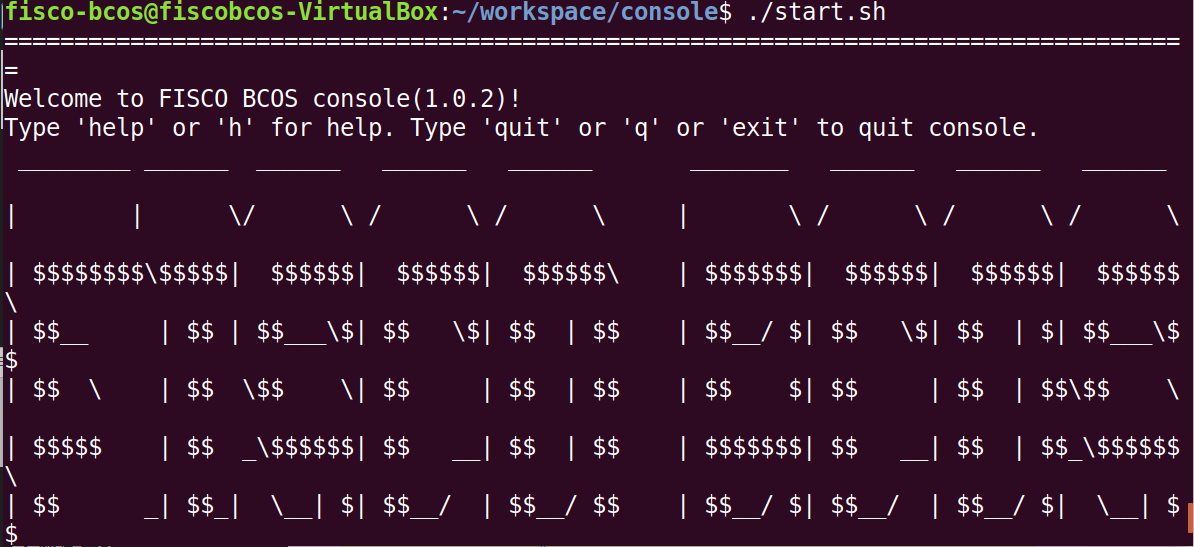 fisco-bcos@fiscobcos-VirtualBox:~/workspace/console$ ./start.sh
====================================================================================
=
Welcome to FISCO BCOS console(1.0.2)!
Type 'help' or 'h' for help. Type 'quit' or 'q' or 'exit' to quit console.
 ________ ______  ______   ______   ______       _______   ______   ______   ______
|        |      \/      \ /      \ /      \     |       \ /      \ /      \ /      \
| $$$$$$$$\$$$$$|  $$$$$$|  $$$$$$|  $$$$$$\    | $$$$$$$|  $$$$$$|  $$$$$$|  $$$$$$
\
| $$__     | $$ | $$___\$| $$   \$| $$  | $$    | $$__/ $| $$   \$| $$  | $| $$___\$
$
| $$  \    | $$  \$$    \| $$     | $$  | $$    | $$    $| $$     | $$  | $$\$$    \
| $$$$$    | $$  _\$$$$$$| $$   __| $$  | $$    | $$$$$$$| $$   __| $$  | $$_\$$$$$$
\
| $$      _| $$_|  \__| $| $$__/  | $$__/ $$    | $$__/ $| $$__/  | $$__/ $|  \__| $
$